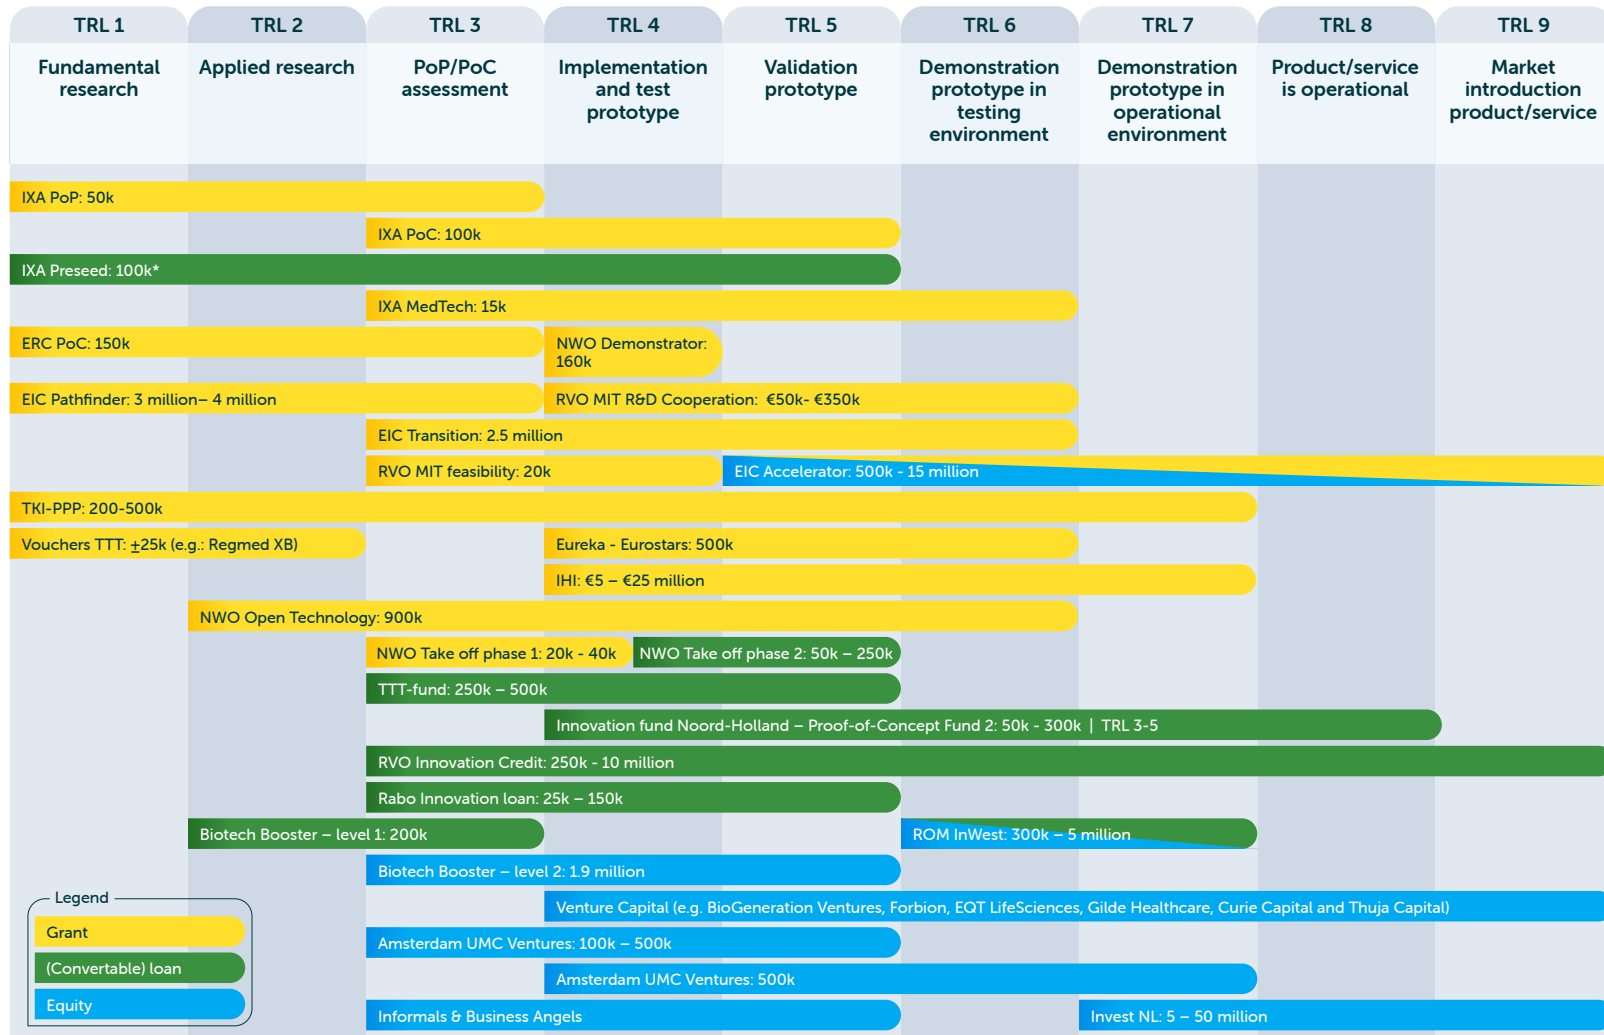 TRL 1
TRL 2
TRL 3
TRL 4
TRL 5
TRL 6
TRL 7
TRL 8
TRL 9
Fundamental
research
Applied research
PoP/PoC
assessment
Implementation
and test
prototype
Validation
prototype
Demonstration
prototype in
testing
environment
Demonstration
prototype in
operational
environment
Product/service
is operational
Market
introduction
product/service
IXA PoP: 50k
IXA PoC: 100k
IXA Preseed: 100k*
IXA MedTech: 15k
ERC PoC: 150k
NWO Demonstrator:
160k
EIC Pathfinder: 3 million– 4 million
RVO MIT R&D Cooperation: €50k- €350k
EIC Transition: 2.5 million
RVO MIT feasibility: 20k
EIC Accelerator: 500k - 15 million
TKI-PPP: 200-500k
Vouchers TTT: ±25k (e.g.: Regmed XB)
Eureka - Eurostars: 500k
IHI: €5 – €25 million
NWO Open Technology: 900k
NWO Take off phase 1: 20k - 40k
NWO Take off phase 2: 50k – 250k
TTT-fund: 250k – 500k
Innovation fund Noord-Holland – Proof-of-Concept Fund 2: 50k - 300k | TRL 3-5
RVO Innovation Credit: 250k - 10 million
Rabo Innovation loan: 25k – 150k
Biotech Booster – level 1: 200k
ROM InWest: 300k – 5 million
Biotech Booster – level 2: 1.9 million
Venture Capital (e.g. BioGeneration Ventures, Forbion, EQT LifeSciences, Gilde Healthcare, Curie Capital and Thuja Capital)
Amsterdam UMC Ventures: 100k – 500k
Amsterdam UMC Ventures: 500k
Informals & Business Angels
Invest NL: 5 – 50 million
Legend
Grant
(Convertable) loan
Equity